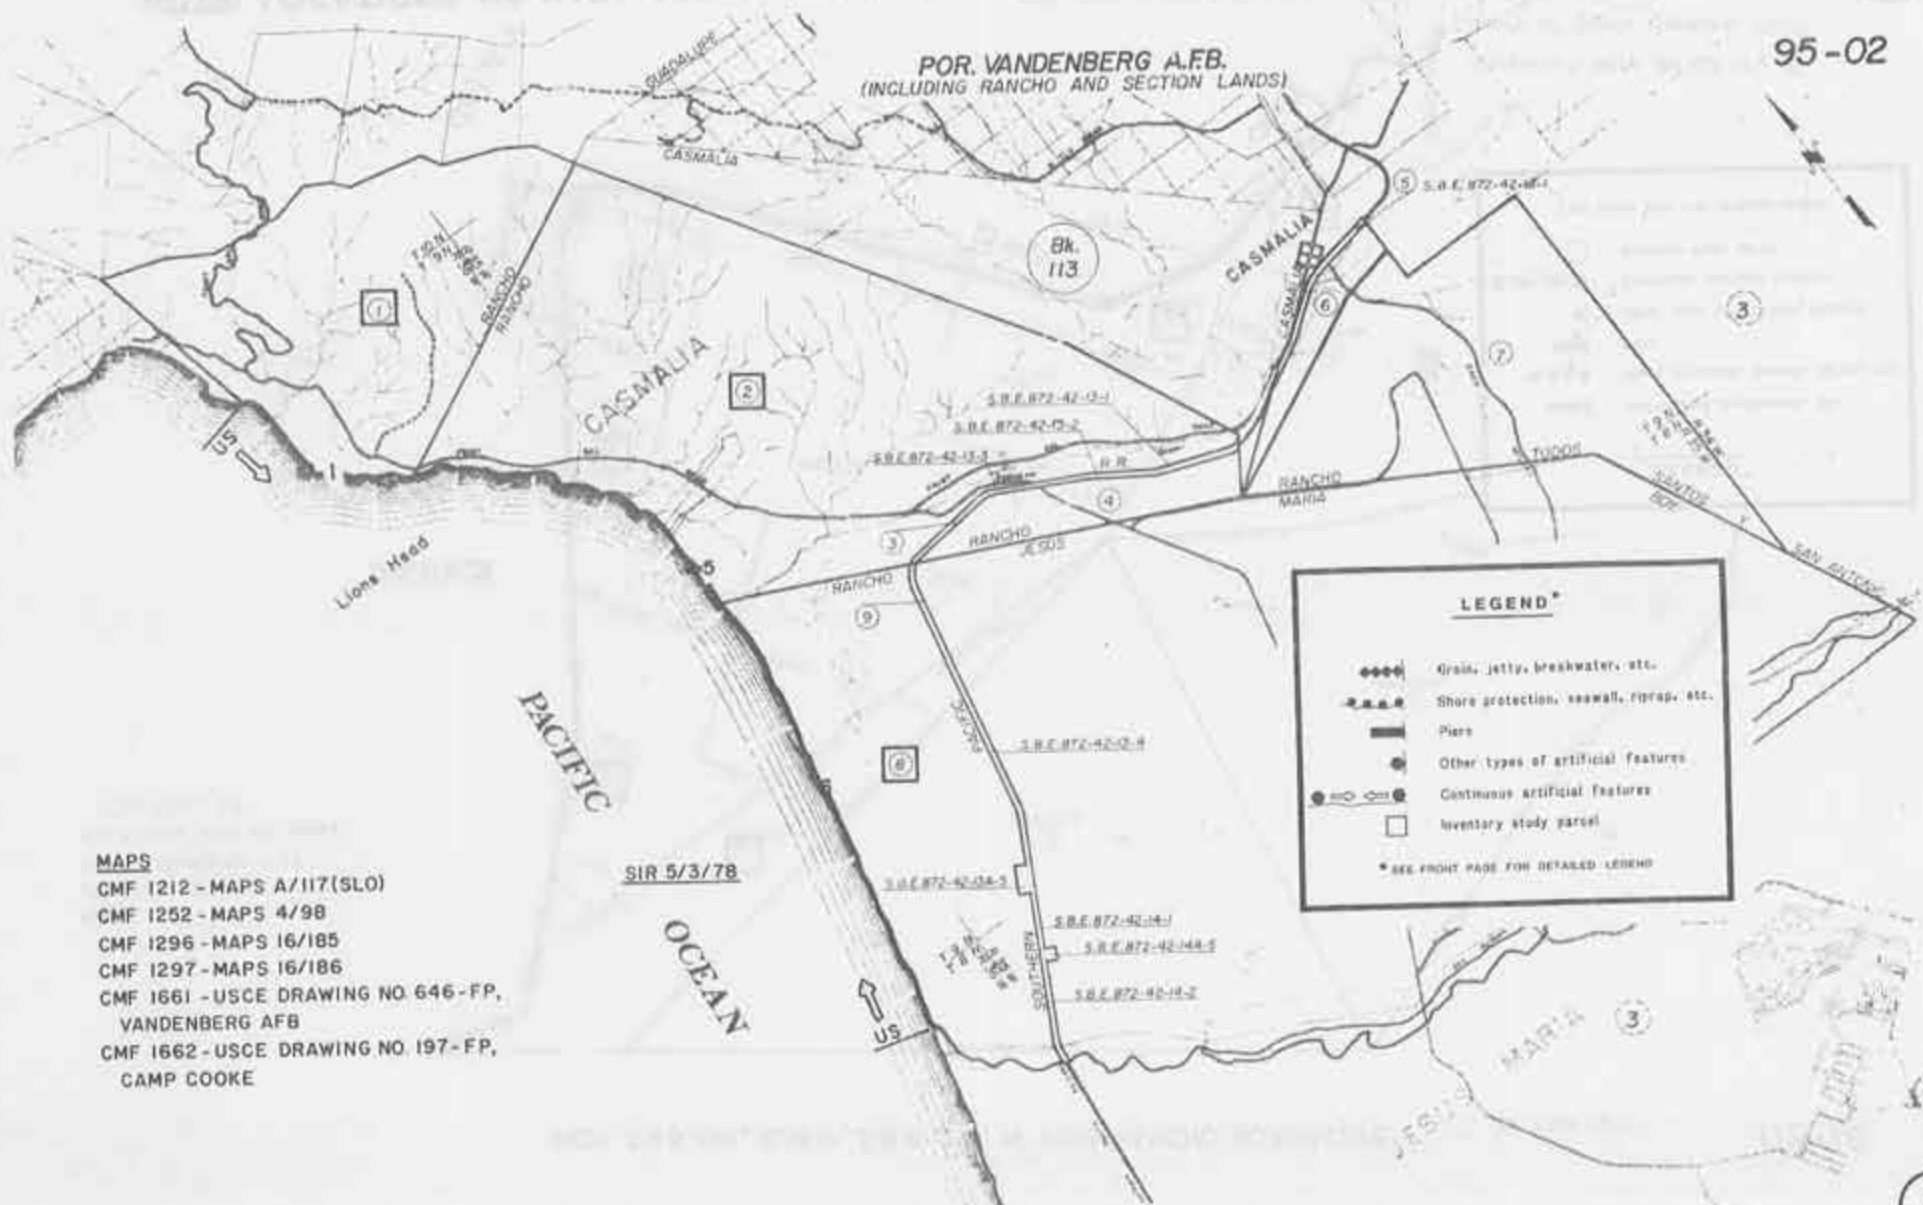 POR. VANDENBERG A.F.B.
(INCLUDING RANCHO AND SECTION LANDS)
95-02
GUADALUPE
CASMALIA
Bk.
113
CASMALIA
CASMALIA
5
S.B.E. 872-42-12-1
6
7
3
1
T.10 N.
T.9 N.
RANCHO
RANCHO
2
CASMALIA
S.B.E. 872-42-13-1
S.B.E. 872-42-13-2
S.B.E. 872-42-13-3
R.R.
4
RANCHO
MARIA
TODOS
SANTOS
Y
SAN ANTONIO
RANCHO
JESUS
3
RANCHO
9
US
1
5
Lions Head
PACIFIC
OCEAN
6
8
PACIFIC
S.B.E. 872-42-13-4
S.B.E. 872-42-13A-5
S.B.E. 872-42-14-1
S.B.E. 872-42-14A-5
S.B.E. 872-42-14-2
SOUTHERN
US
SIR 5/3/78
MAPS
CMF 1212 - MAPS A/117(SLO)
CMF 1252 - MAPS 4/98
CMF 1296 - MAPS 16/185
CMF 1297 - MAPS 16/186
CMF 1661 - USCE DRAWING NO. 646-FP,
VANDENBERG AFB
CMF 1662 - USCE DRAWING NO. 197-FP,
CAMP COOKE
LEGEND*
Groin, jetty, breakwater, etc.
Shore protection, seawall, riprap, etc.
Piers
Other types of artificial features
Continuous artificial features
Inventory study parcel
* SEE FRONT PAGE FOR DETAILED LEGEND
MARIA
3
JESUS